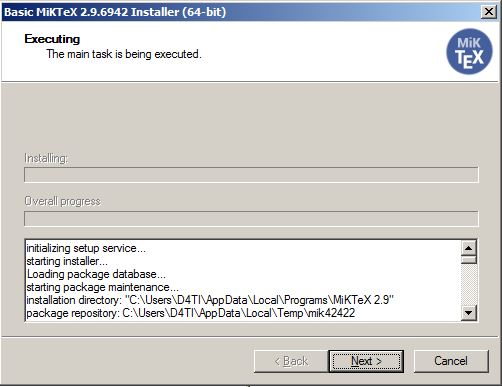 Basic MiKTeX 2.9.6942 Installer (64-bit)
Executing
The main task is being executed.
MiK
TEX
Installing:
Overall progress
initializing setup service...
starting installer...
Loading package database...
starting package maintenance...
installation directory: "C:\Users\D4TI\AppData\Local\Programs\MiKTeX 2.9"
package repository: C:\Users\D4TI\AppData\Local\Temp\mik42422
< Back Next > Cancel